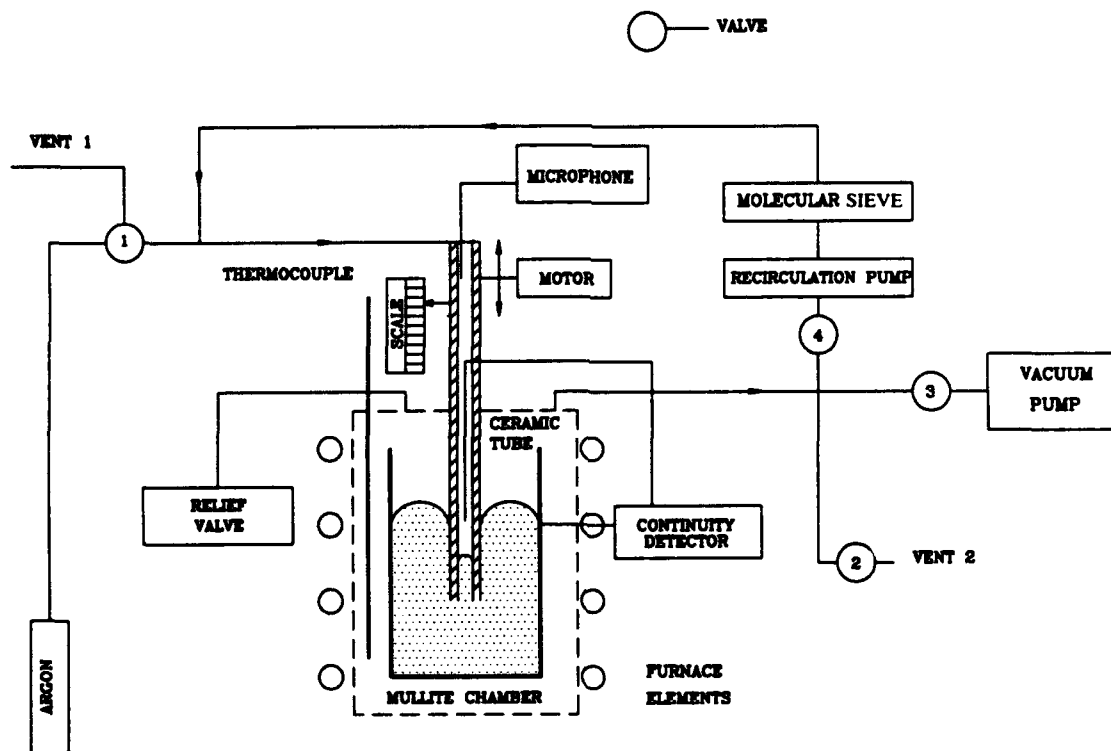 VALVE
VENT 1
MICROPHONE
MOLECULAR SIEVE
1
THERMOCOUPLE
MOTOR
RECIRCULATION PUMP
SCALE
4
VACUUM
PUMP
3
CERAMIC
TUBE
RELIEF
VALVE
CONTINUITY
DETECTOR
2
VENT 2
ARGON
MULLITE CHAMBER
FURNACE
ELEMENTS